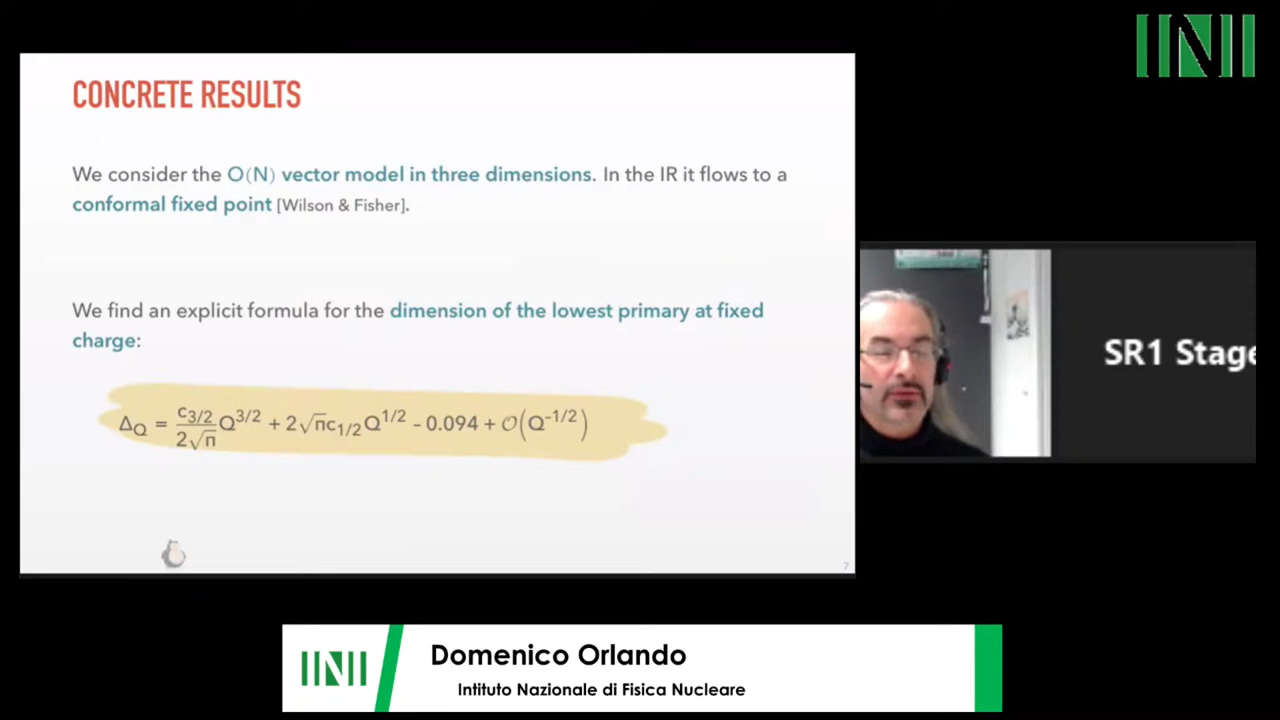 INI
CONCRETE RESULTS
We consider the O(N) vector model in three dimensions. In the IR it flows to a
conformal fixed point [Wilson & Fisher].
We find an explicit formula for the dimension of the lowest primary at fixed
charge:
Δ_Q = c_{3/2}/(2√π) Q^{3/2} + 2√π c_{1/2} Q^{1/2} - 0.094 + O(Q^{-1/2})
7
SR1 Stage
INI
Domenico Orlando
Intituto Nazionale di Fisica Nucleare